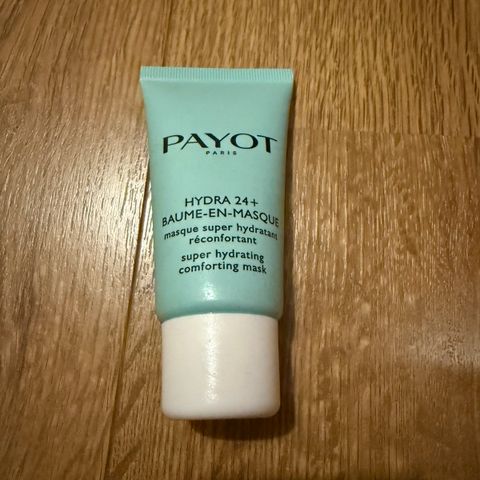 PAYOT
PARIS
HYDRA 24+
BAUME-EN-MASQUE
masque super hydratant
réconfortant
super hydrating
comforting mask